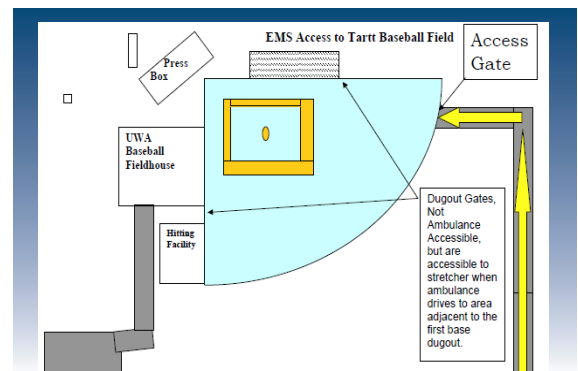 EMS Access to Tartt Baseball Field
Access
Gate
Press
Box
UWA
Baseball
Fieldhouse
Hitting
Facility
Dugout Gates,
Not
Ambulance
Accessible,
but are
accessible to
stretcher when
ambulance
drives to area
adjacent to the
first base
dugout.